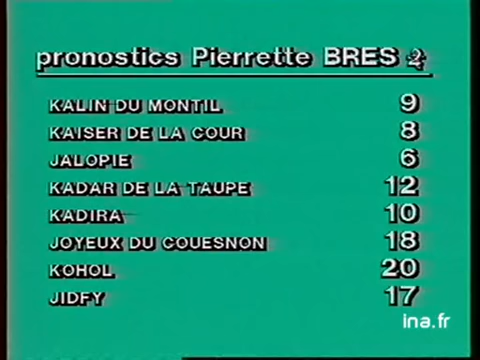 pronostics Pierrette BRES 2
KALIN DU MONTIL 9
KAISER DE LA COUR 8
JALOPIE 6
KADAR DE LA TAUPE 12
KADIRA 10
JOYEUX DU COUESNON 18
KOHOL 20
JIDFY 17
ina.fr